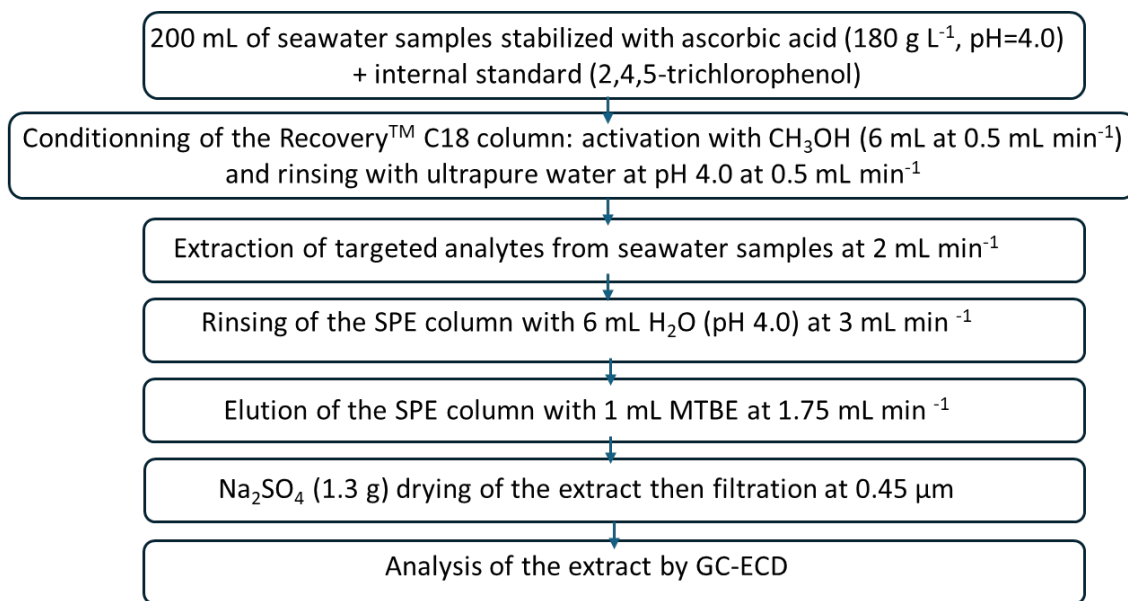 200 mL of seawater samples stabilized with ascorbic acid (180 g L⁻¹, pH=4.0)
+ internal standard (2,4,5-trichlorophenol)
Conditionning of the Recovery™ C18 column: activation with CH₃OH (6 mL at 0.5 mL min⁻¹)
and rinsing with ultrapure water at pH 4.0 at 0.5 mL min⁻¹
Extraction of targeted analytes from seawater samples at 2 mL min⁻¹
Rinsing of the SPE column with 6 mL H₂O (pH 4.0) at 3 mL min ⁻¹
Elution of the SPE column with 1 mL MTBE at 1.75 mL min ⁻¹
Na₂SO₄ (1.3 g) drying of the extract then filtration at 0.45 µm
Analysis of the extract by GC-ECD